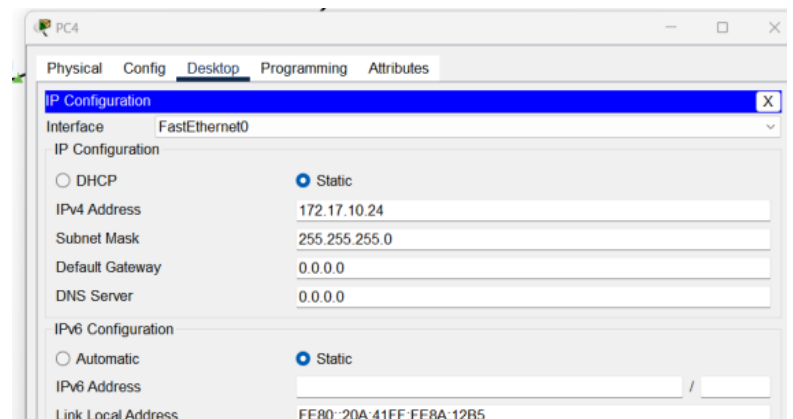 PC4
Physical Config Desktop Programming Attributes
IP Configuration X
Interface FastEthernet0
IP Configuration
DHCP Static
IPv4 Address 172.17.10.24
Subnet Mask 255.255.255.0
Default Gateway 0.0.0.0
DNS Server 0.0.0.0
IPv6 Configuration
Automatic Static
IPv6 Address /
Link Local Address FE80::20A:41FF:FE8A:12B5